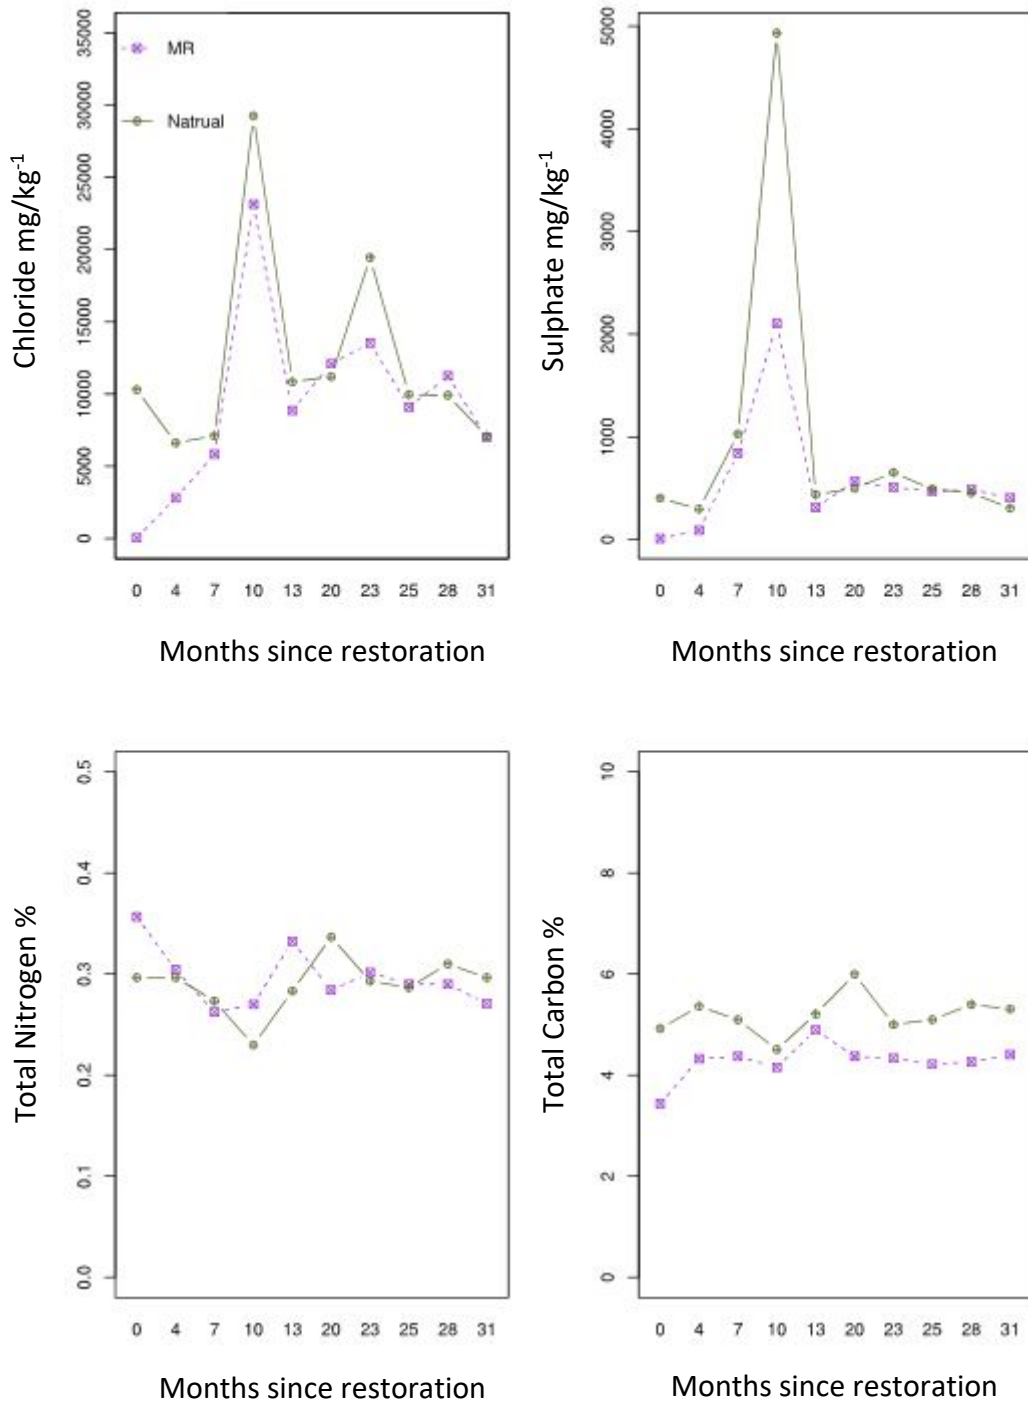 Chloride mg/kg-1
35000
30000
25000
20000
15000
10000
5000
0
MR
Natrual
0 4 7 10 13 20 23 25 28 31
Months since restoration
Sulphate mg/kg-1
5000
4000
3000
2000
1000
0
0 4 7 10 13 20 23 25 28 31
Months since restoration
Total Nitrogen %
0.5
0.4
0.3
0.2
0.1
0.0
0 4 7 10 13 20 23 25 28 31
Months since restoration
Total Carbon %
10
8
6
4
2
0
0 4 7 10 13 20 23 25 28 31
Months since restoration